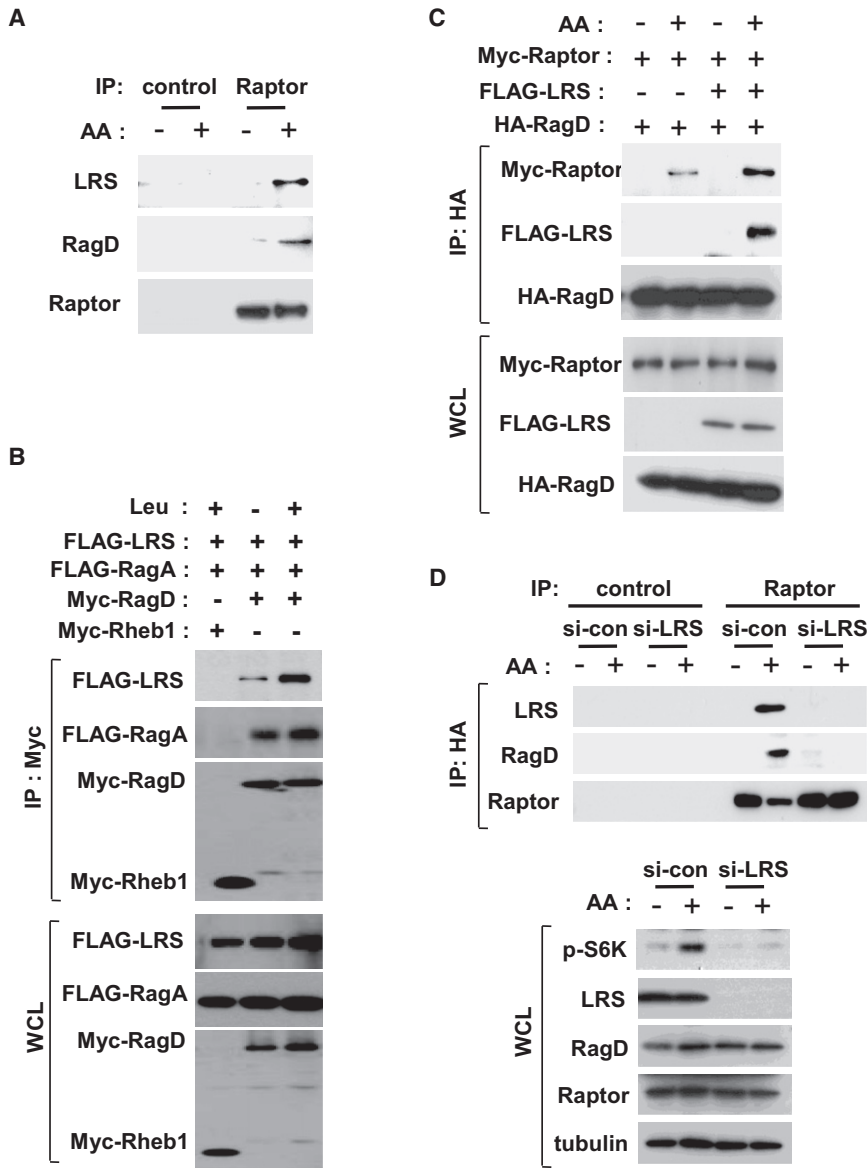 A
IP: control Raptor
AA : - + - +
LRS
RagD
Raptor
B
Leu : + - +
FLAG-LRS : + + +
FLAG-RagA : + + +
Myc-RagD : - + +
Myc-Rheb1 : + - -
IP : Myc
FLAG-LRS
FLAG-RagA
Myc-RagD
Myc-Rheb1
WCL
FLAG-LRS
FLAG-RagA
Myc-RagD
Myc-Rheb1
C
AA : - + - +
Myc-Raptor : + + + +
FLAG-LRS : - - + +
HA-RagD : + + + +
IP: HA
Myc-Raptor
FLAG-LRS
HA-RagD
WCL
Myc-Raptor
FLAG-LRS
HA-RagD
D
IP: control Raptor
si-con si-LRS si-con si-LRS
AA : - + - + - + - +
IP: HA
LRS
RagD
Raptor
si-con si-LRS
AA : - + - +
WCL
p-S6K
LRS
RagD
Raptor
tubulin